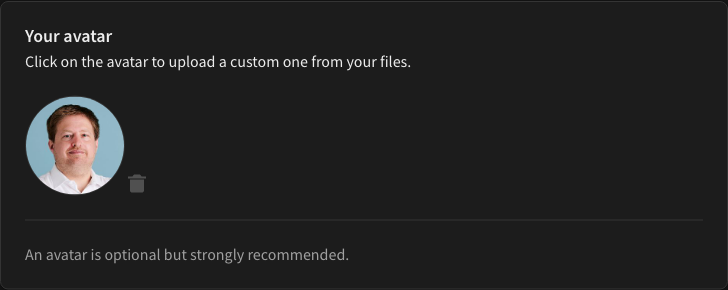 Your avatar
Click on the avatar to upload a custom one from your files.
An avatar is optional but strongly recommended.